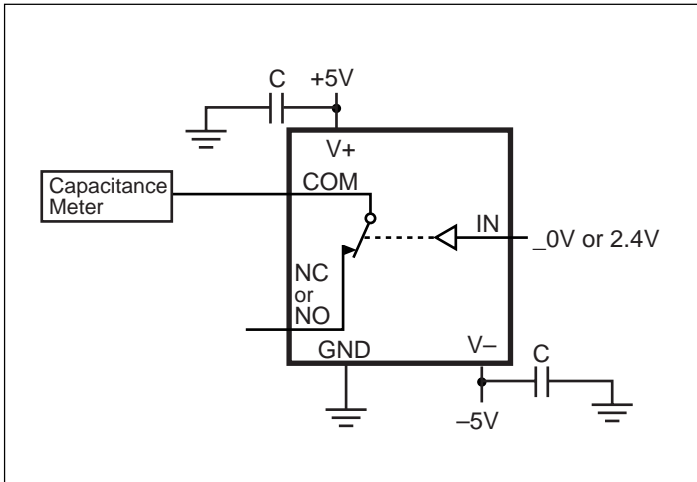 C
+5V
V+
Capacitance
Meter
COM
IN
_0V or 2.4V
NC
or
NO
GND
V–
C
–5V